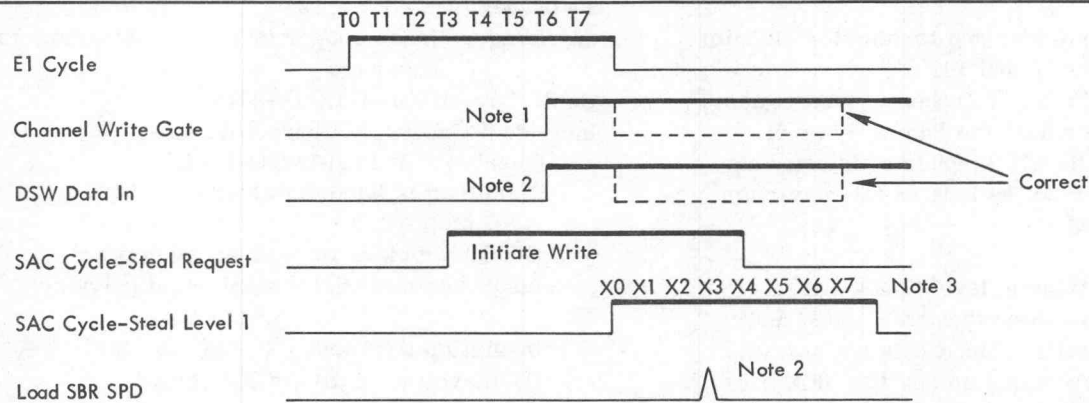 T0 T1 T2 T3 T4 T5 T6 T7
E1 Cycle
Channel Write Gate
Note 1
DSW Data In
Note 2
Correct
SAC Cycle-Steal Request
Initiate Write
X0 X1 X2 X3 X4 X5 X6 X7 Note 3
SAC Cycle-Steal Level 1
Note 2
Load SBR SPD